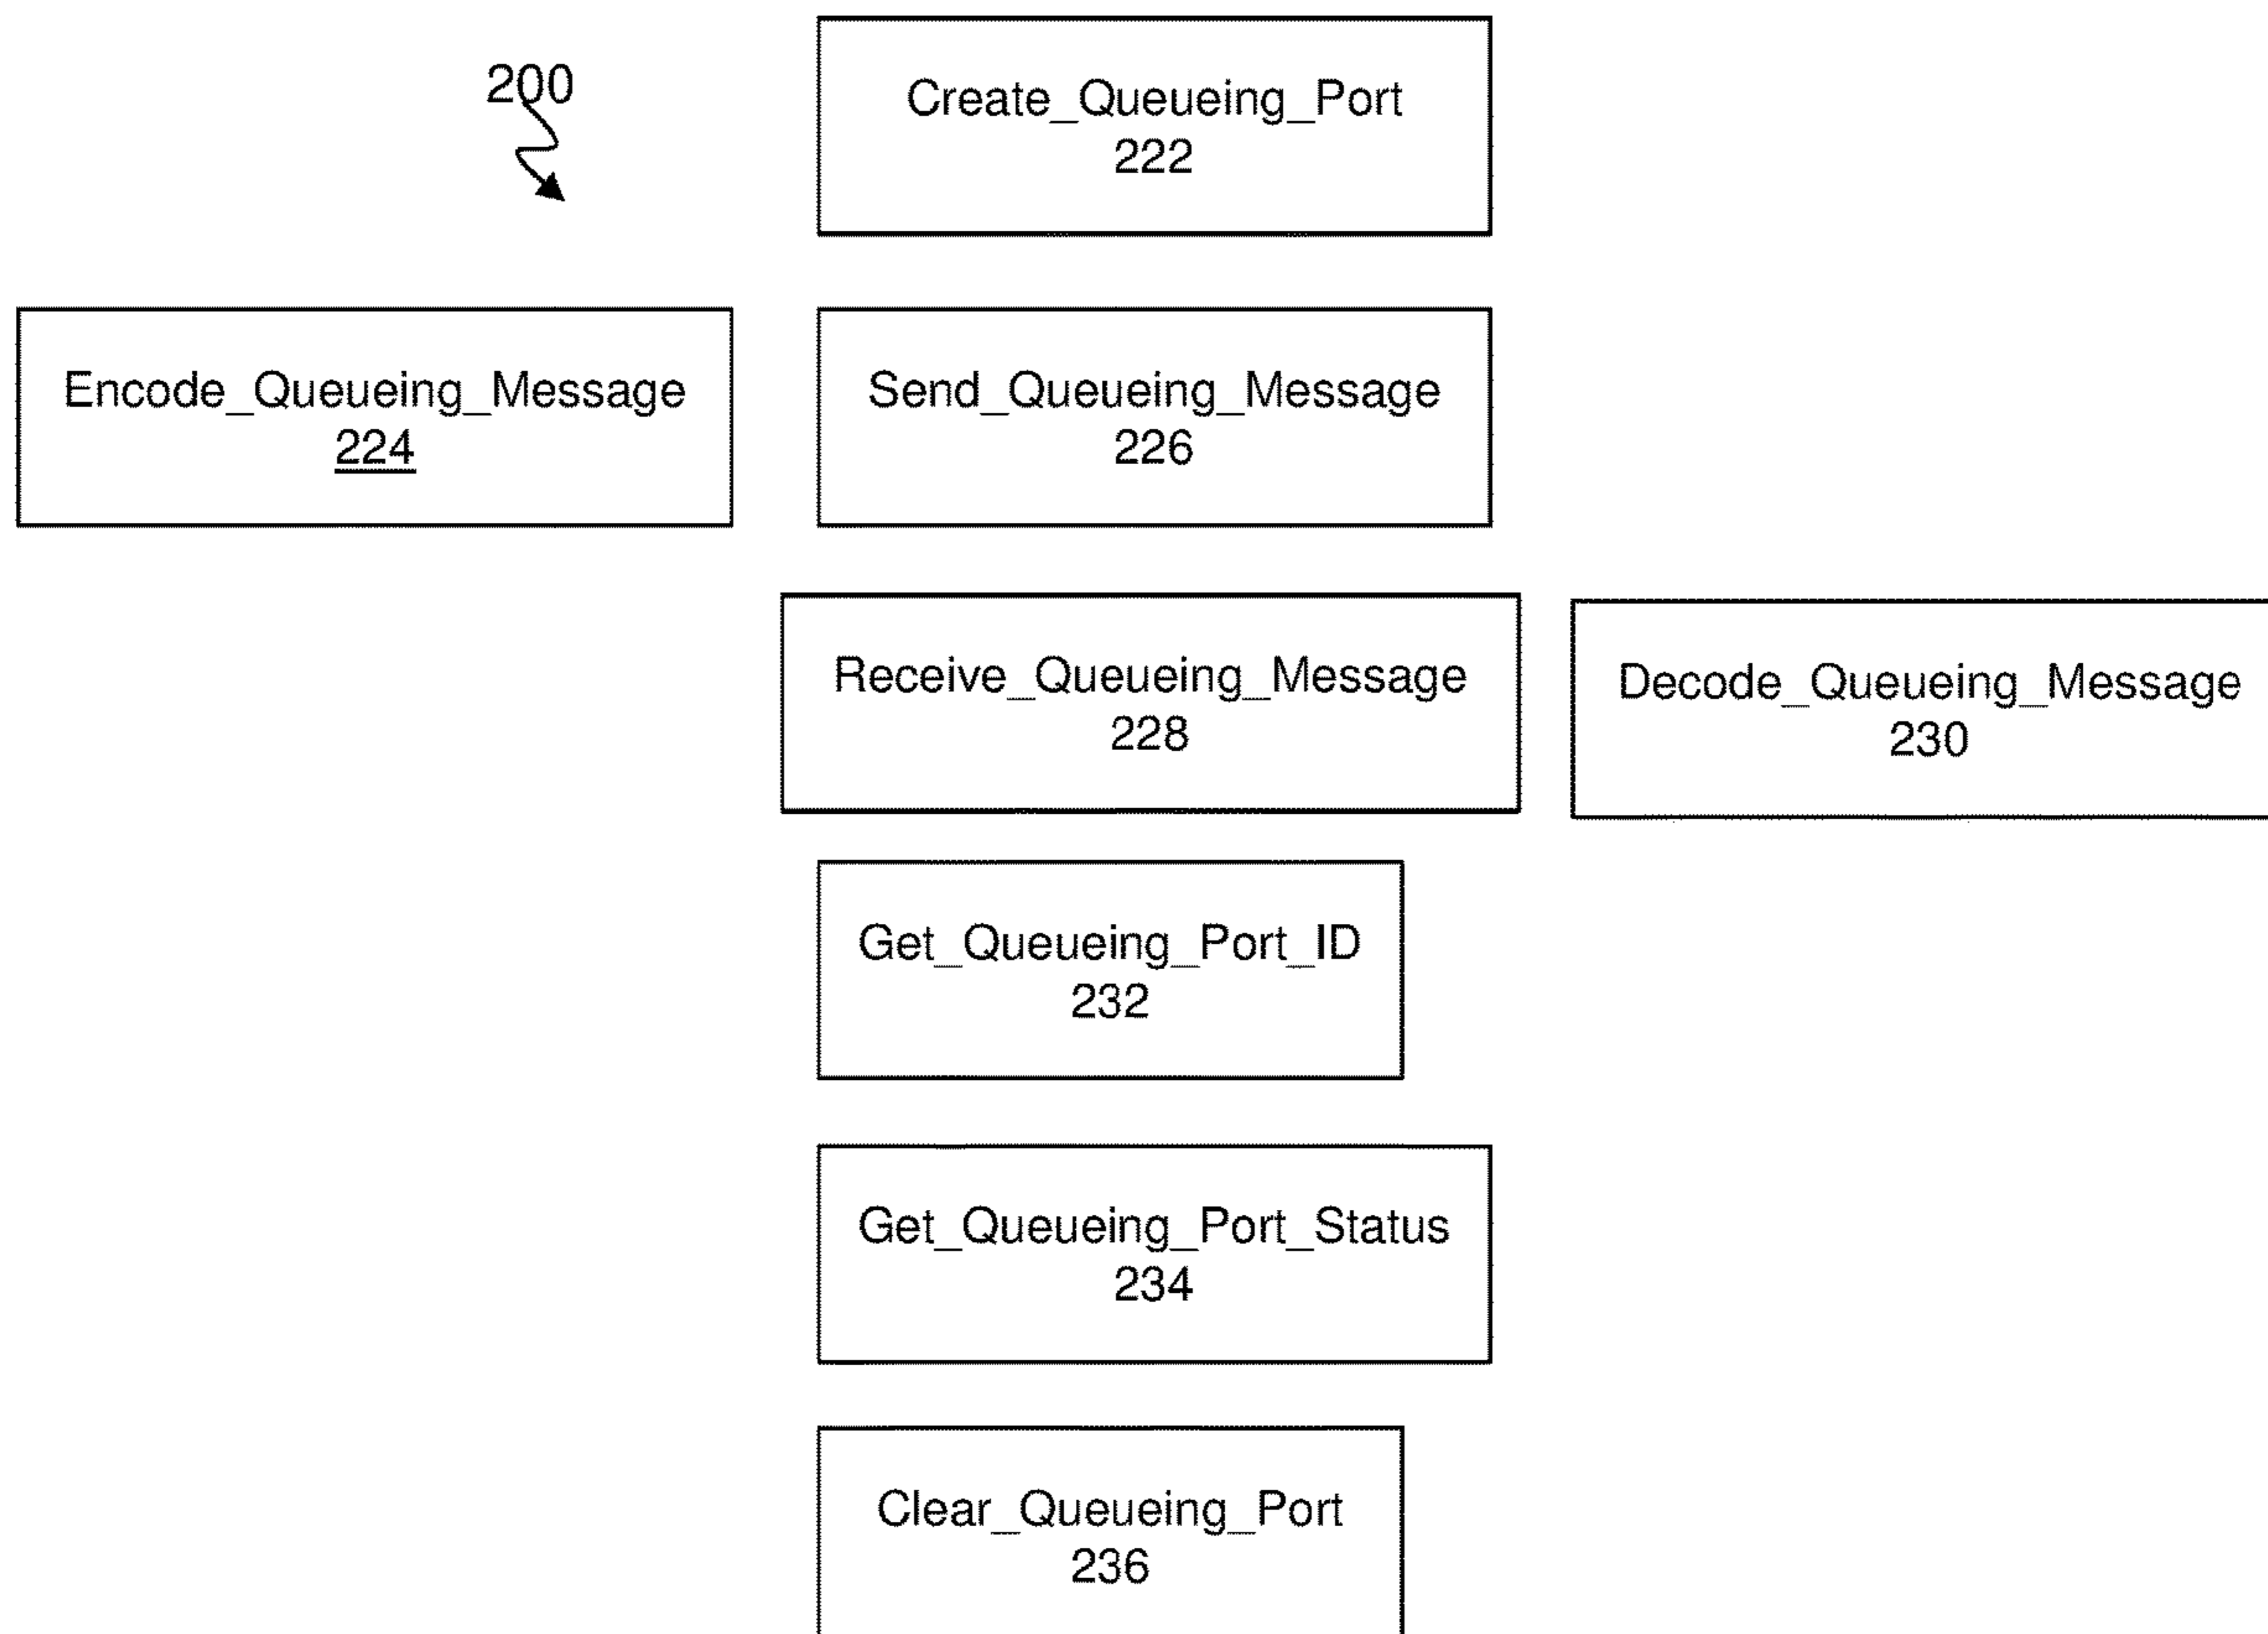 200
Create_Queueing_Port
222
Encode_Queueing_Message
224
Send_Queueing_Message
226
Receive_Queueing_Message
228
Decode_Queueing_Message
230
Get_Queueing_Port_ID
232
Get_Queueing_Port_Status
234
Clear_Queueing_Port
236